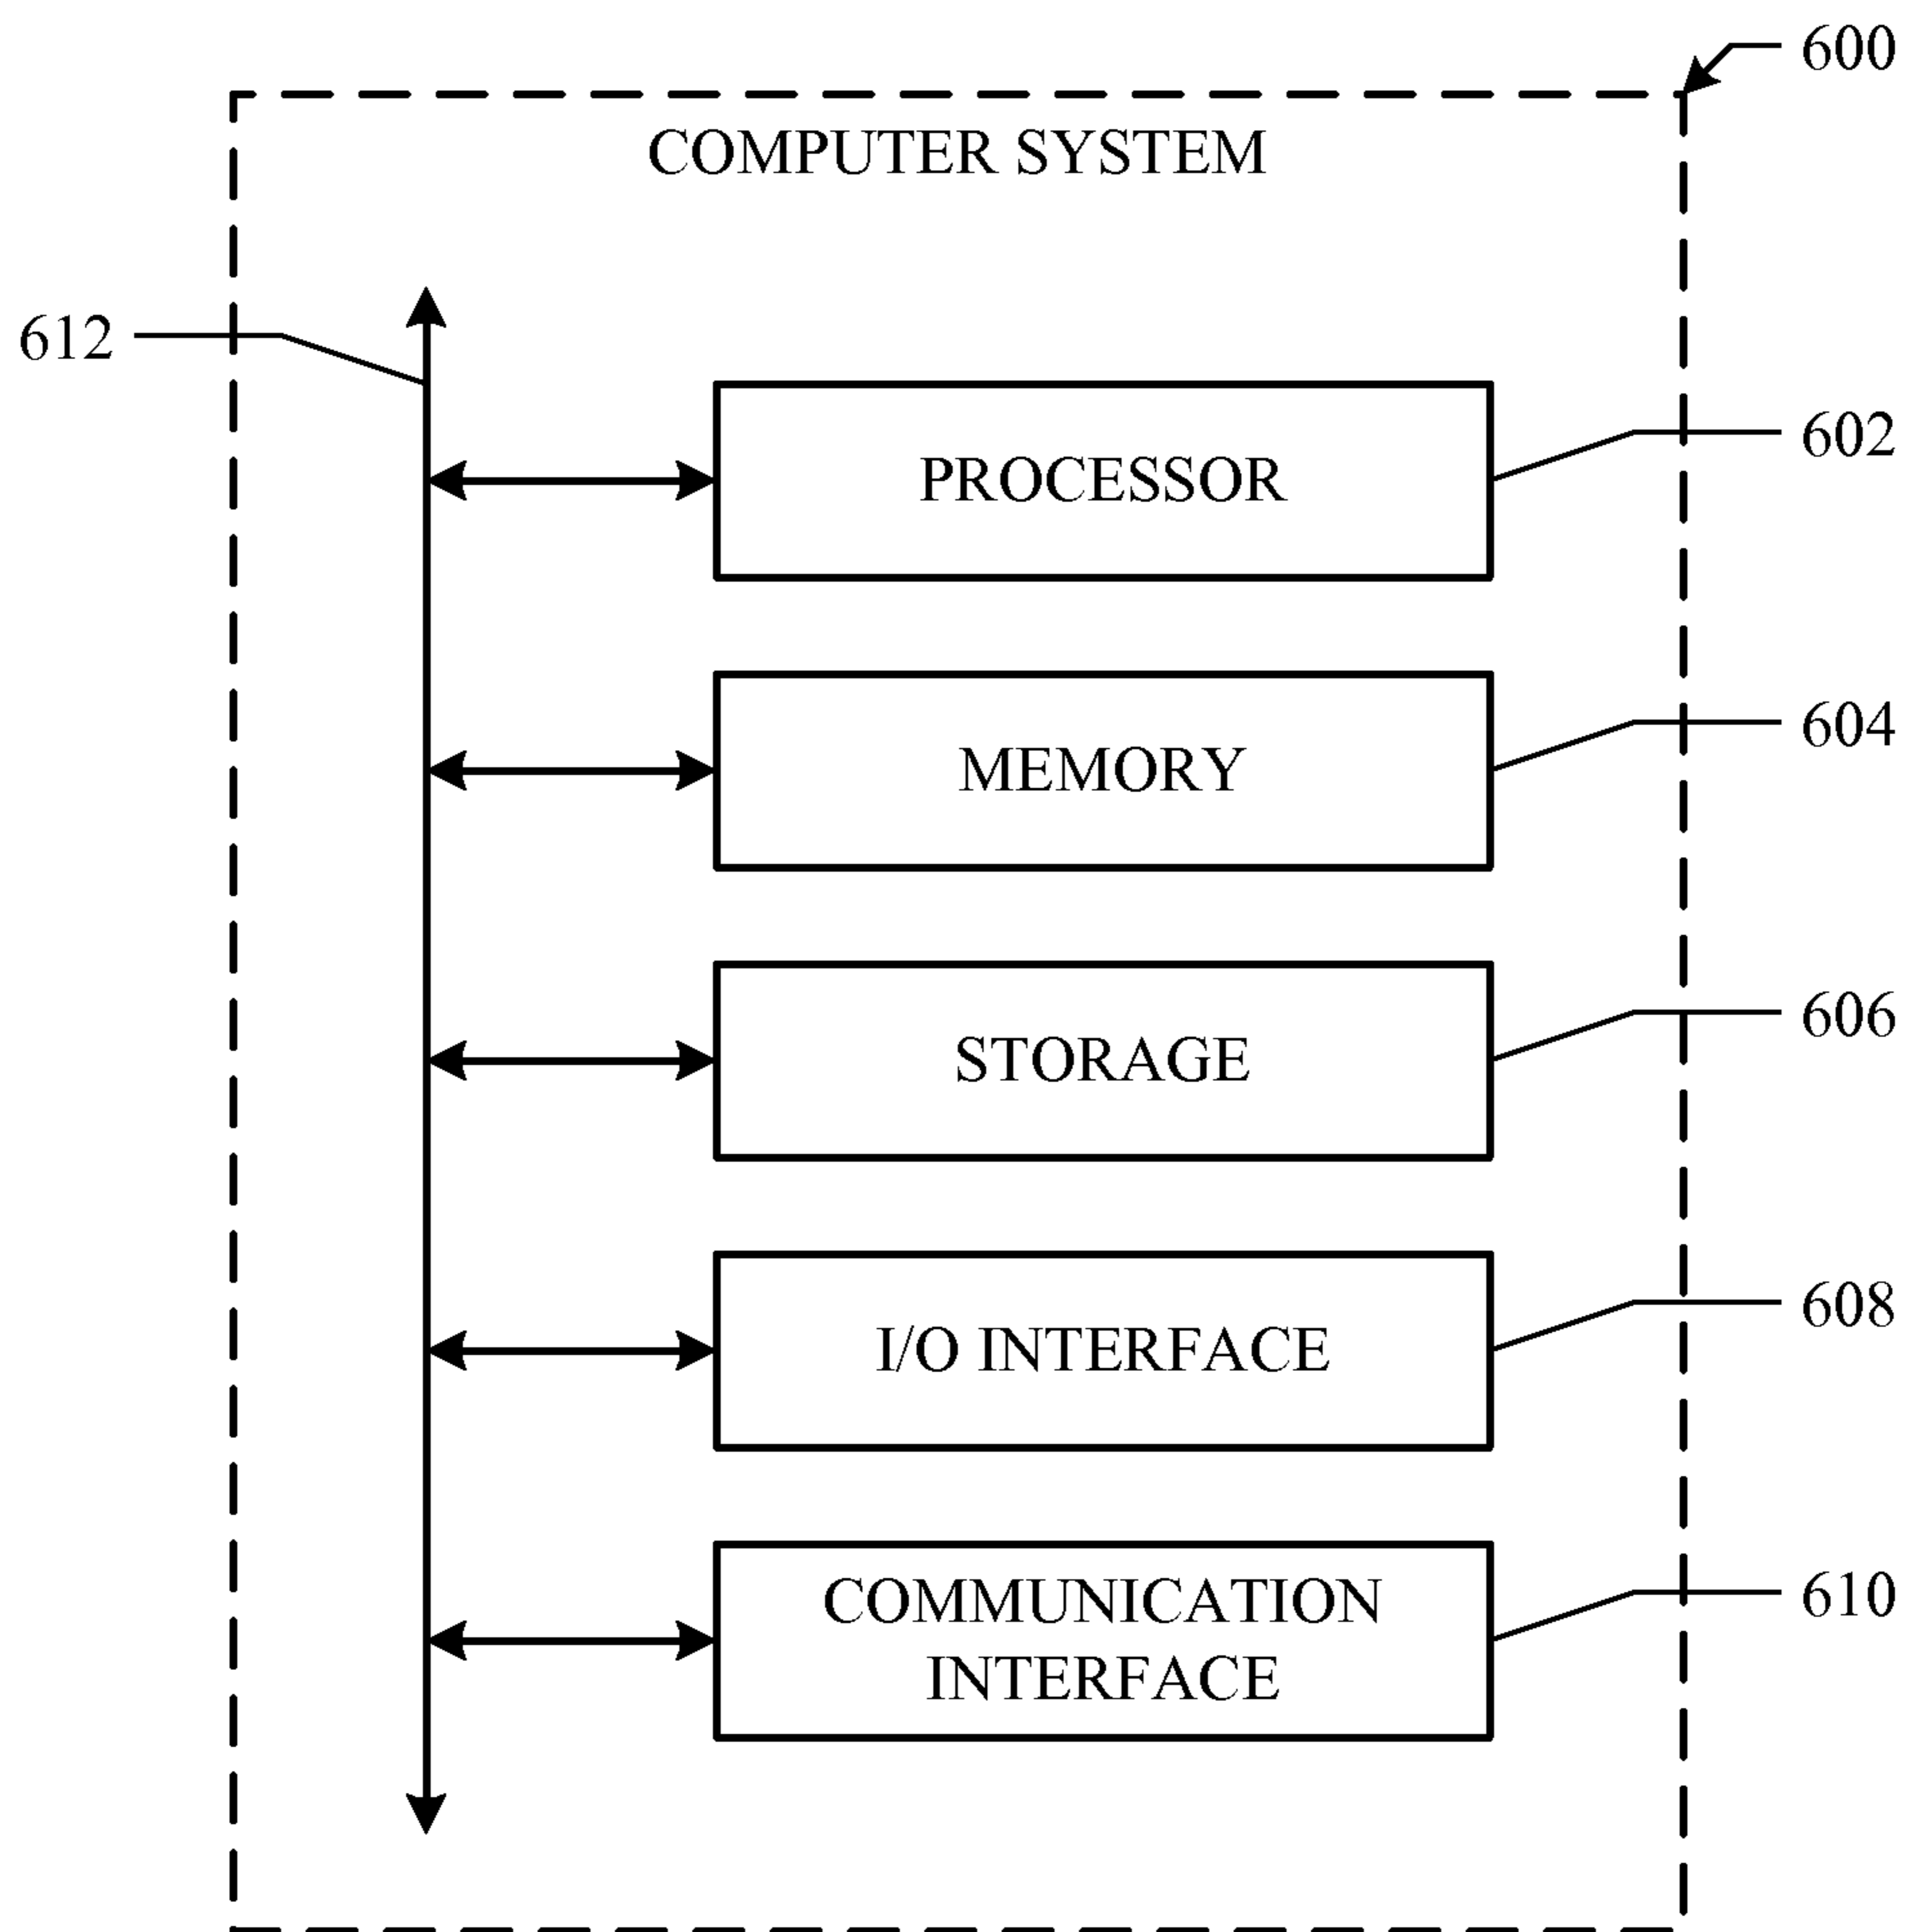 600
COMPUTER SYSTEM
612
602
PROCESSOR
604
MEMORY
606
STORAGE
608
I/O INTERFACE
610
COMMUNICATION
INTERFACE